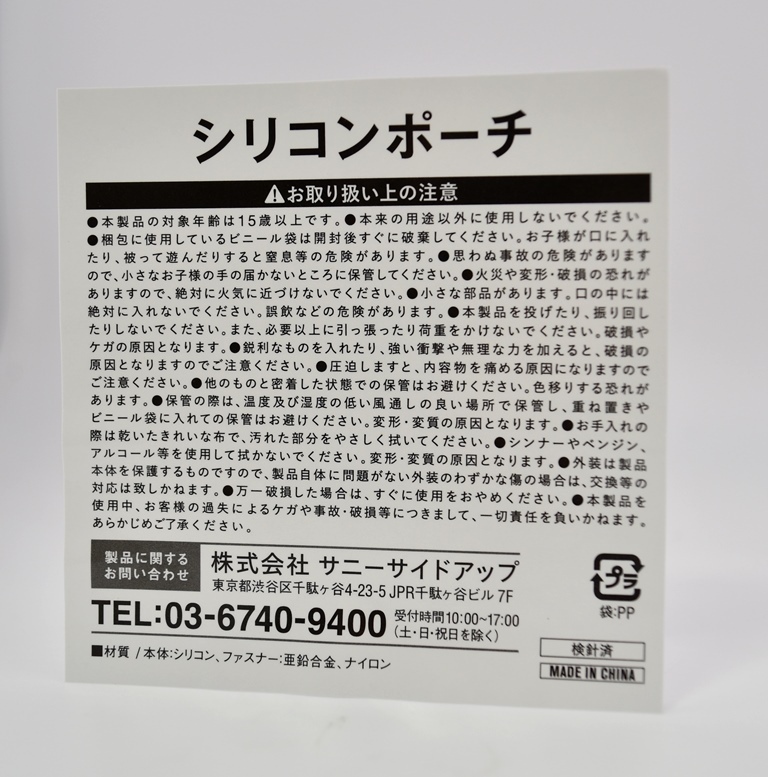 シリコンポーチ
⚠お取り扱い上の注意
●本製品の対象年齢は15歳以上です。●本来の用途以外に使用しないでください。
●梱包に使用しているビニール袋は開封後すぐに破棄してください。お子様が口に入れ
たり、被って遊んだりすると窒息等の危険があります。●思わぬ事故の危険があります
ので、小さなお子様の手の届かないところに保管してください。●火災や変形・破損の恐れが
ありますので、絶対に火気に近づけないでください。●小さな部品があります。口の中には
絶対に入れないでください。誤飲などの危険があります。●本製品を投げたり、振り回し
たりしないでください。また、必要以上に引っ張ったり荷重をかけないでください。破損や
ケガの原因となります。●鋭利なものを入れたり、強い衝撃や無理な力を加えると、破損の
原因となりますのでご注意ください。●圧迫しますと、内容物を痛める原因になりますので
ご注意ください。●他のものと密着した状態での保管はお避けください。色移りする恐れが
あります。●保管の際は、温度及び湿度の低い風通しの良い場所で保管し、重ね置きや
ビニール袋に入れての保管はお避けください。変形・変質の原因となります。●お手入れの
際は乾いたきれいな布で、汚れた部分をやさしく拭いてください。●シンナーやベンジン、
アルコール等を使用して拭かないでください。変形・変質の原因となります。●外装は製品
本体を保護するものですので、製品自体に問題がない外装のわずかな傷の場合は、交換等の
対応は致しかねます。●万一破損した場合は、すぐに使用をおやめください。●本製品を
使用中、お客様の過失によるケガや事故・破損等につきまして、一切責任を負いかねます。
あらかじめご了承ください。
製品に関する
お問い合わせ
株式会社 サニーサイドアップ
東京都渋谷区千駄ヶ谷4-23-5 JPR千駄ヶ谷ビル 7F
TEL:03-6740-9400
受付時間10:00~17:00
(土・日・祝日を除く)
■材質 / 本体:シリコン、ファスナー:亜鉛合金、ナイロン
プラ
袋:PP
検針済
MADE IN CHINA